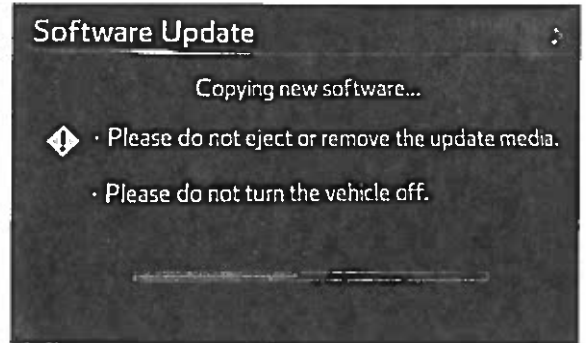 Software Update
Copying new software...
· Please do not eject or remove the update media.
· Please do not turn the vehicle off.